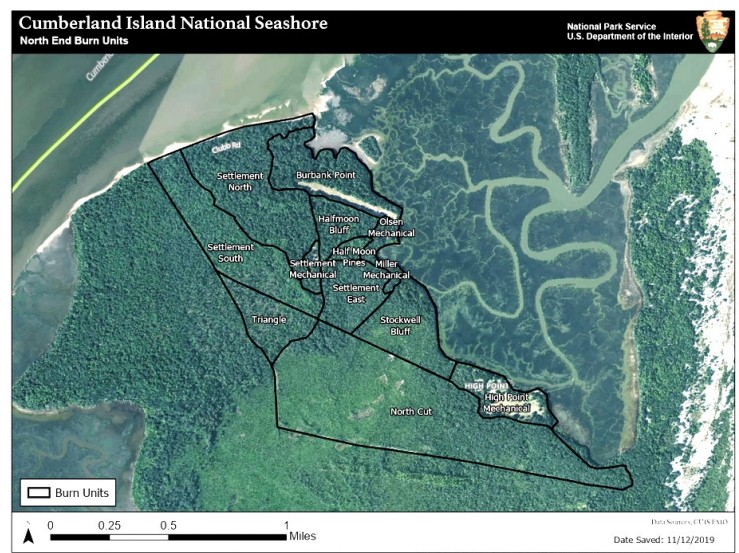 Cumberland Island National Seashore
North End Burn Units
National Park Service
U.S. Department of the Interior
Clubb Rd
Settlement
North
Burbank Point
Halfmoon
Bluff
Olsen
Mechanical
Settlement
South
Settlement
Mechanical
Half Moon
Pines
Miller
Mechanical
Settlement
East
Triangle
Stockwell
Bluff
HIGH POINT
High Point
Mechanical
North Cut
Burn Units
0 0.25 0.5 1
Miles
Data Sources, CUIS FMO
Date Saved: 11/12/2019